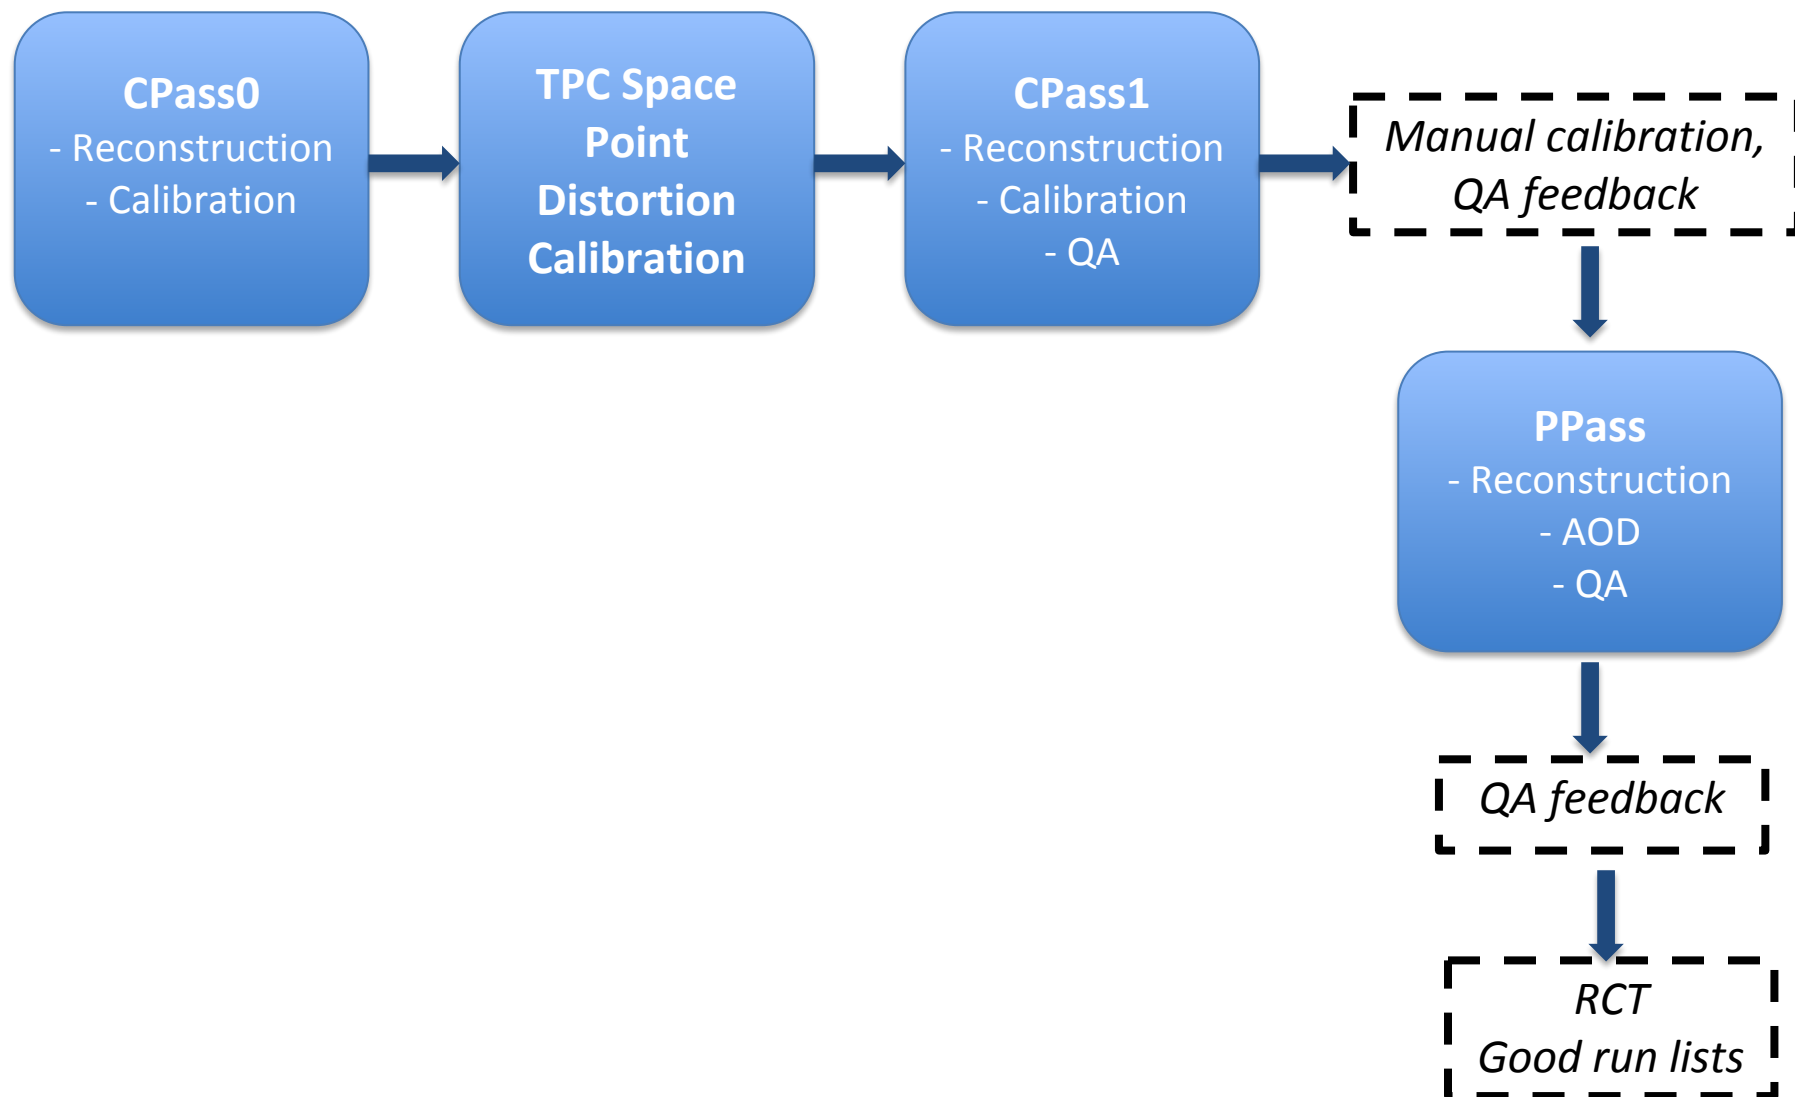 CPass0
- Reconstruction
- Calibration
TPC Space
Point
Distortion
Calibration
CPass1
- Reconstruction
- Calibration
- QA
Manual calibration,
QA feedback
PPass
- Reconstruction
- AOD
- QA
QA feedback
RCT
Good run lists